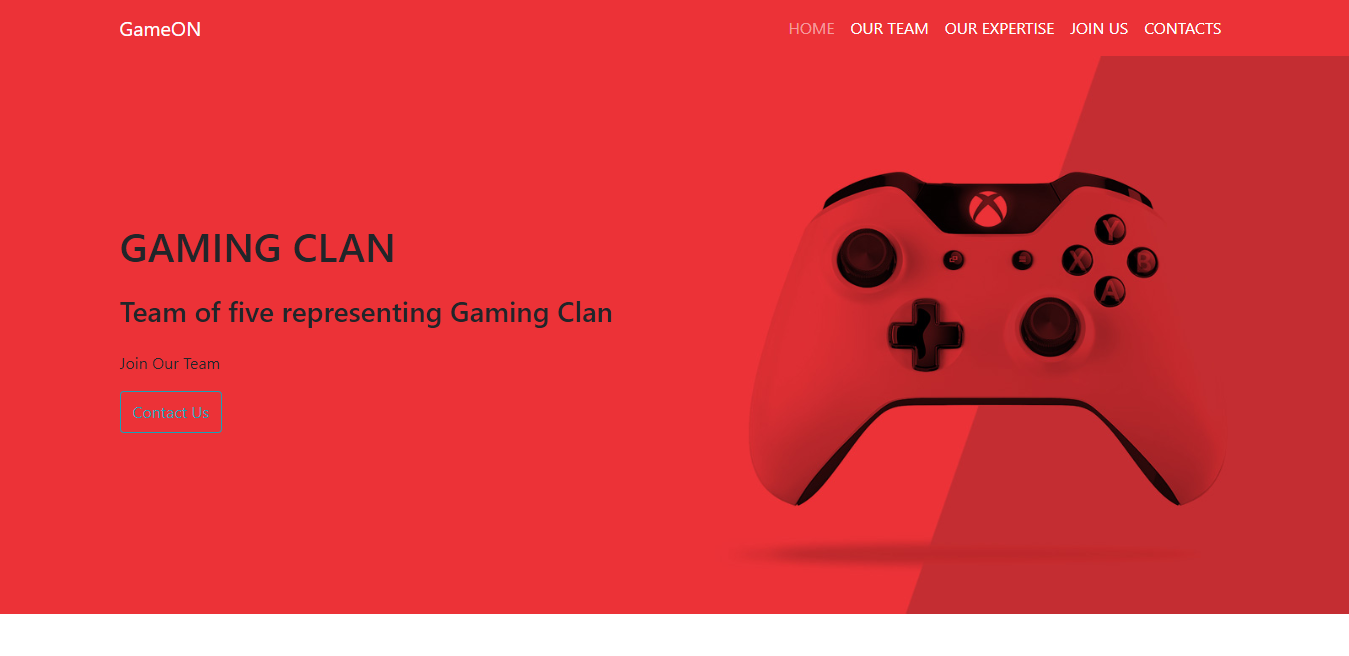 GameON
HOME OUR TEAM OUR EXPERTISE JOIN US CONTACTS
GAMING CLAN
Team of five representing Gaming Clan
Join Our Team
Contact Us
Y
X B
A